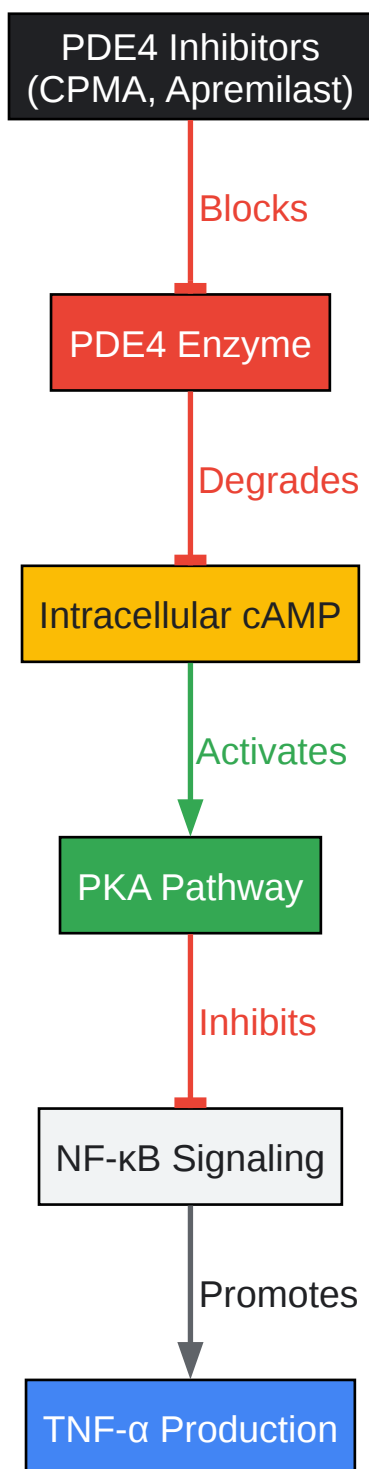 PDE4 Inhibitors
(CPMA, Apremilast)
Blocks
PDE4 Enzyme
Degrades
Intracellular cAMP
Activates
PKA Pathway
Inhibits
NF-κB Signaling
Promotes
TNF-α Production